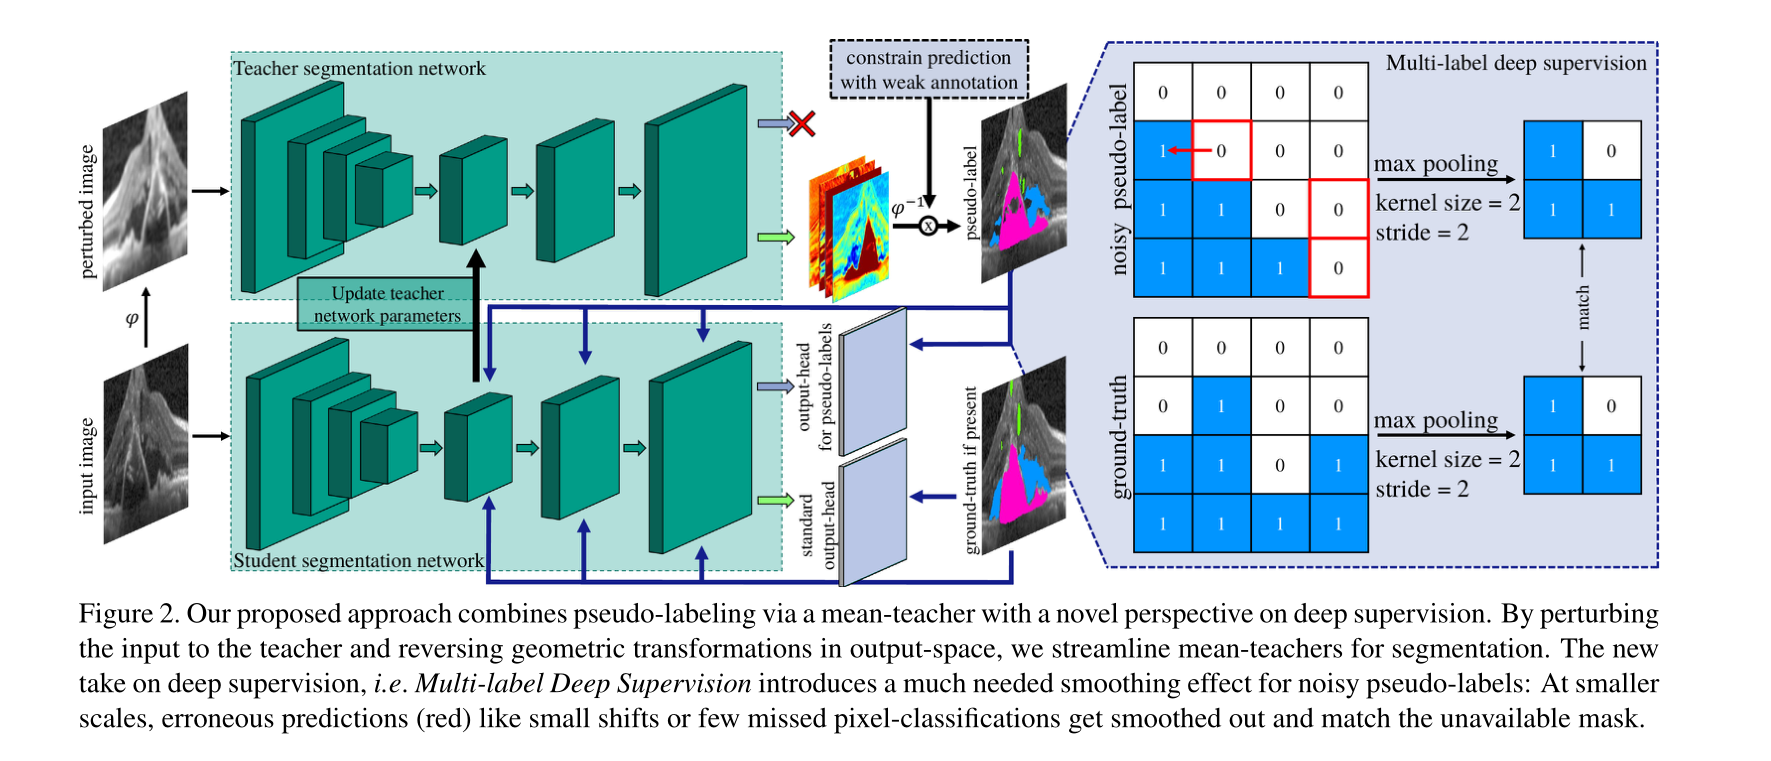 Teacher segmentation network
perturbed image
φ
input image
Update teacher
network parameters
Student segmentation network
constrain prediction
with weak annotation
φ⁻¹
x
pseudo-label
output-head
for pseudo-labels
standard
output-head
ground-truth if present
Multi-label deep supervision
noisy pseudo-label
0 0 0 0
1 0 0 0
1 1 0 0
1 1 1 0
max pooling
kernel size = 2
stride = 2
1 0
1 1
match
ground-truth
0 0 0 0
0 1 0 0
1 1 0 1
1 1 1 1
max pooling
kernel size = 2
stride = 2
1 0
1 1
Figure 2. Our proposed approach combines pseudo-labeling via a mean-teacher with a novel perspective on deep supervision. By perturbing
the input to the teacher and reversing geometric transformations in output-space, we streamline mean-teachers for segmentation. The new
take on deep supervision, i.e. Multi-label Deep Supervision introduces a much needed smoothing effect for noisy pseudo-labels: At smaller
scales, erroneous predictions (red) like small shifts or few missed pixel-classifications get smoothed out and match the unavailable mask.